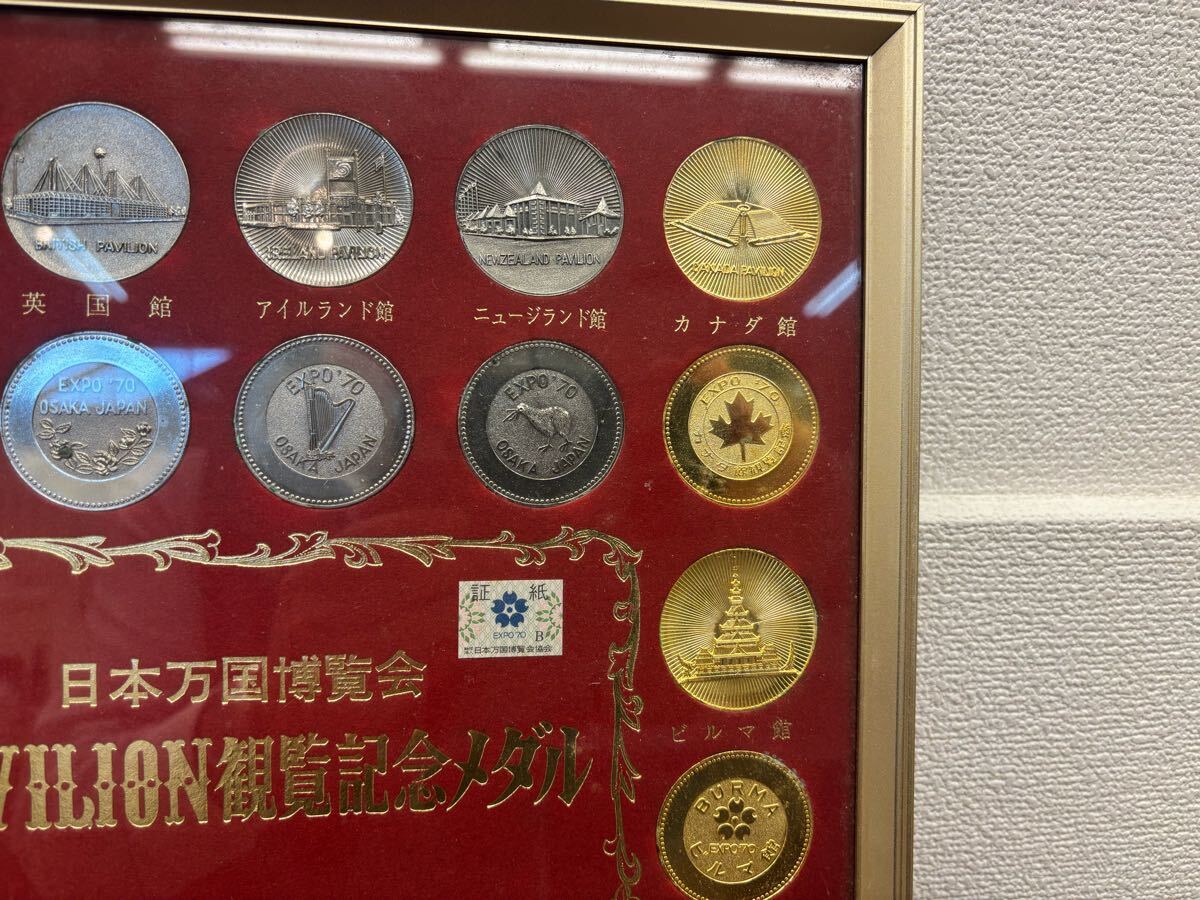 BRITISH PAVILION
IRELAND PAVILION
NEWZEALAND PAVILION
CANADA PAVILION
英国館
アイルランド館
ニュージランド館
カナダ館
EXPO '70
OSAKA JAPAN
EXPO '70
OSAKA JAPAN
EXPO '70
OSAKA JAPAN
EXPO '70
証紙
EXPO'70
B
日本万国博覧会協会
ビルマ館
日本万国博覧会
VILION観覧記念メダル
BURMA
EXPO'70
ビルマ館